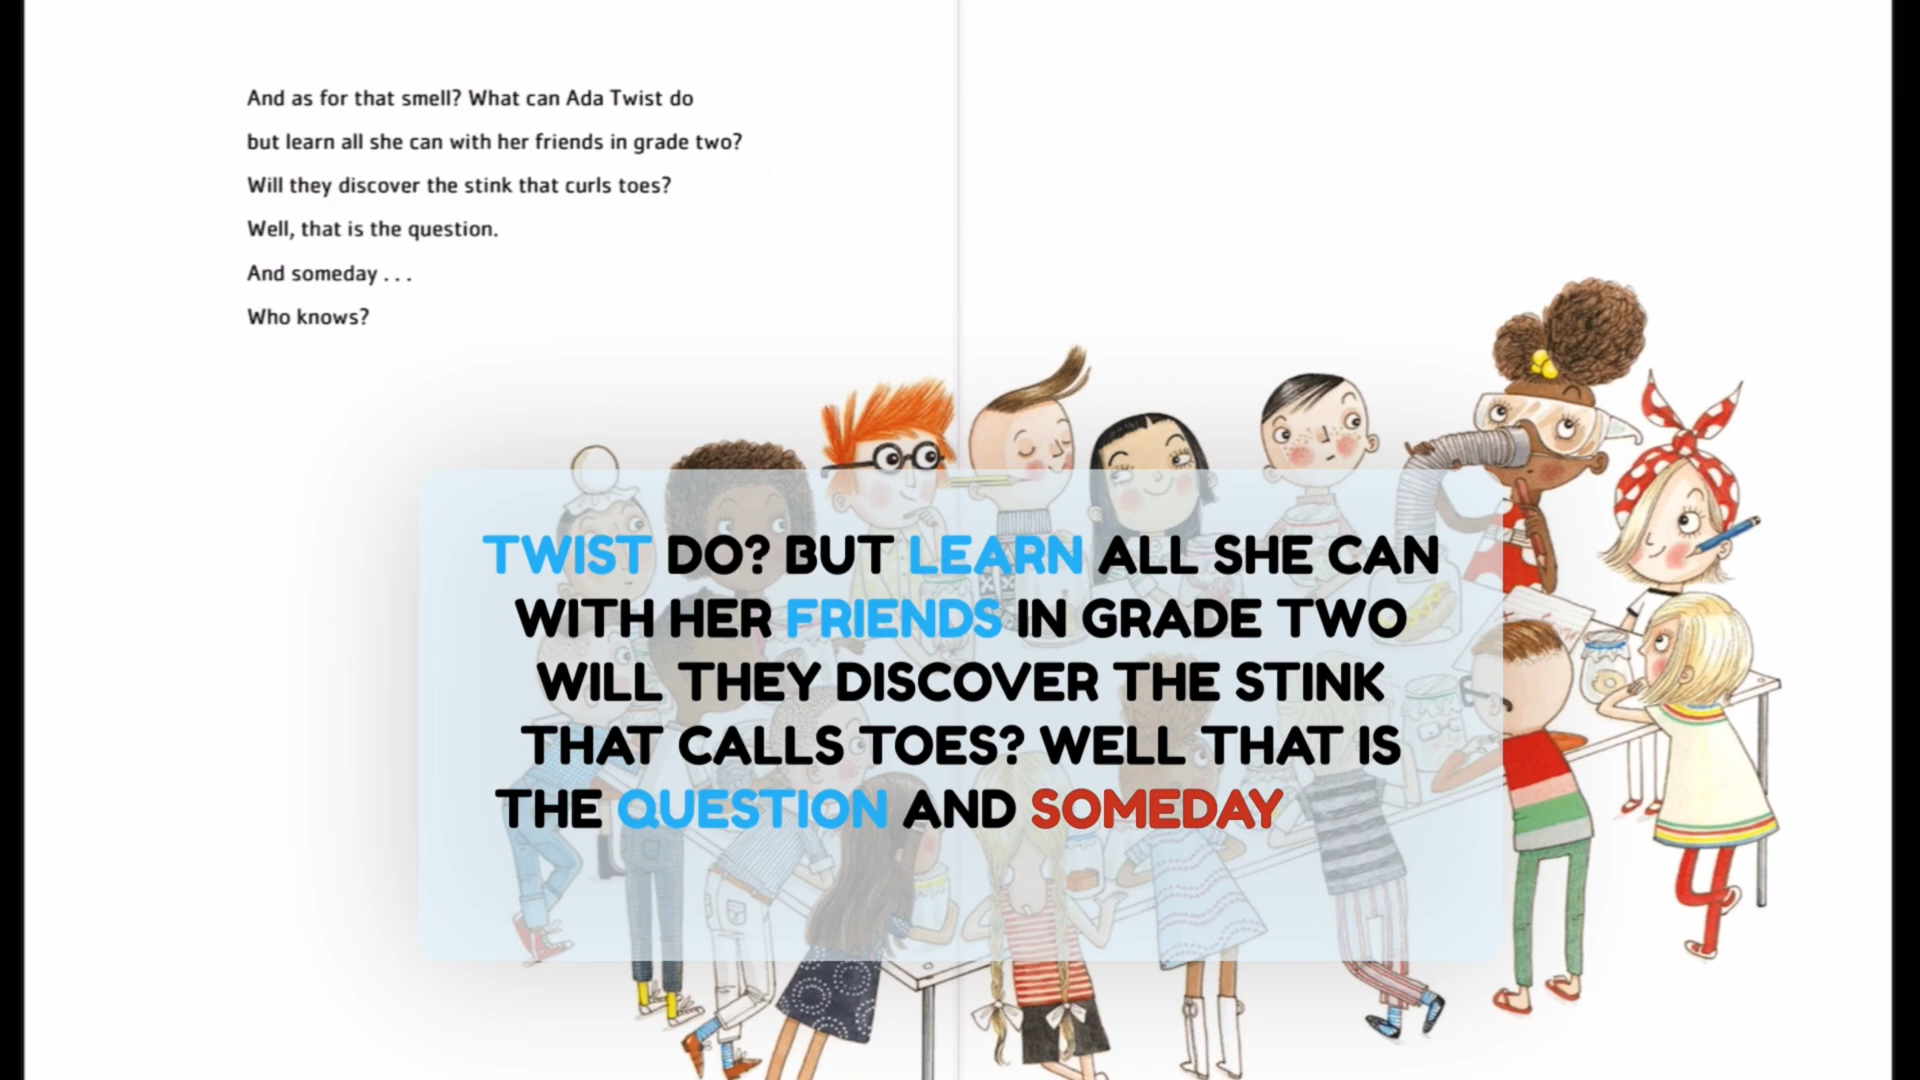 And as for that smell? What can Ada Twist do
but learn all she can with her friends in grade two?
Will they discover the stink that curls toes?
Well, that is the question.
And someday . . .
Who knows?
TWIST DO? BUT LEARN ALL SHE CAN
WITH HER FRIENDS IN GRADE TWO
WILL THEY DISCOVER THE STINK
THAT CALLS TOES? WELL THAT IS
THE QUESTION AND SOMEDAY